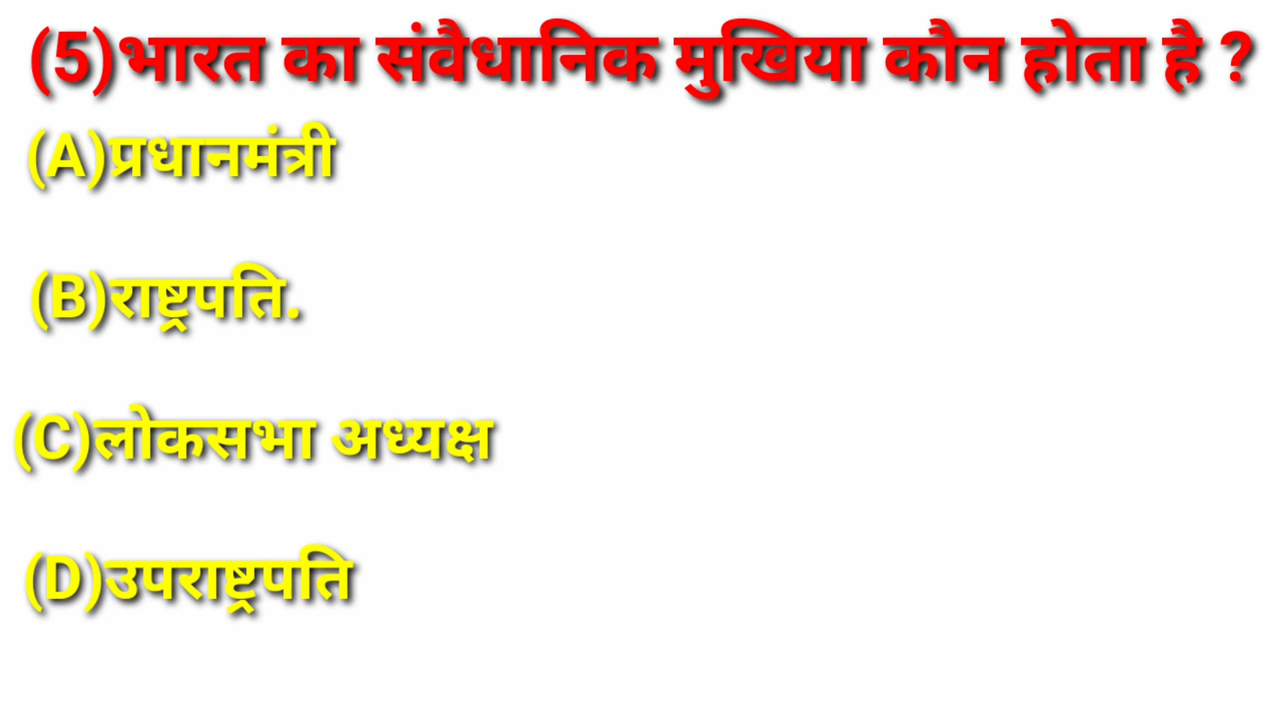 (5)भारत का संवैधानिक मुखिया कौन होता है ?
(A)प्रधानमंत्री
(B)राष्ट्रपति.
(C)लोकसभा अध्यक्ष
(D)उपराष्ट्रपति